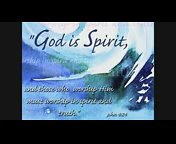 "God is Spirit,
and those who worship Him
must worship in spirit and
truth."
john 4:24